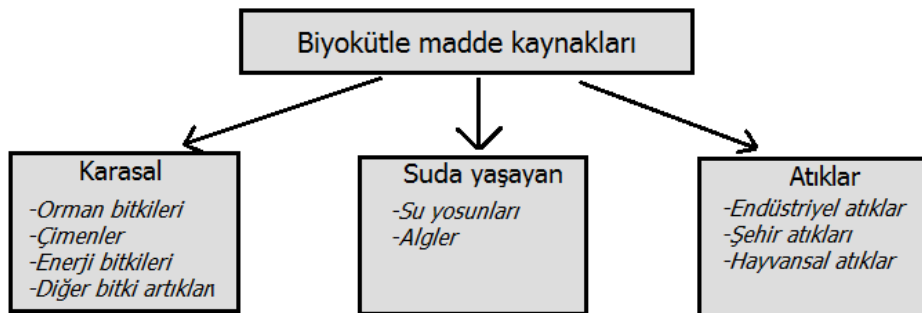 Biyokütle madde kaynakları
Karasal
-Orman bitkileri
-Çimenler
-Enerji bitkileri
-Diğer bitki artıkları
Suda yaşayan
-Su yosunları
-Algler
Atıklar
-Endüstriyel atıklar
-Şehir atıkları
-Hayvansal atıklar